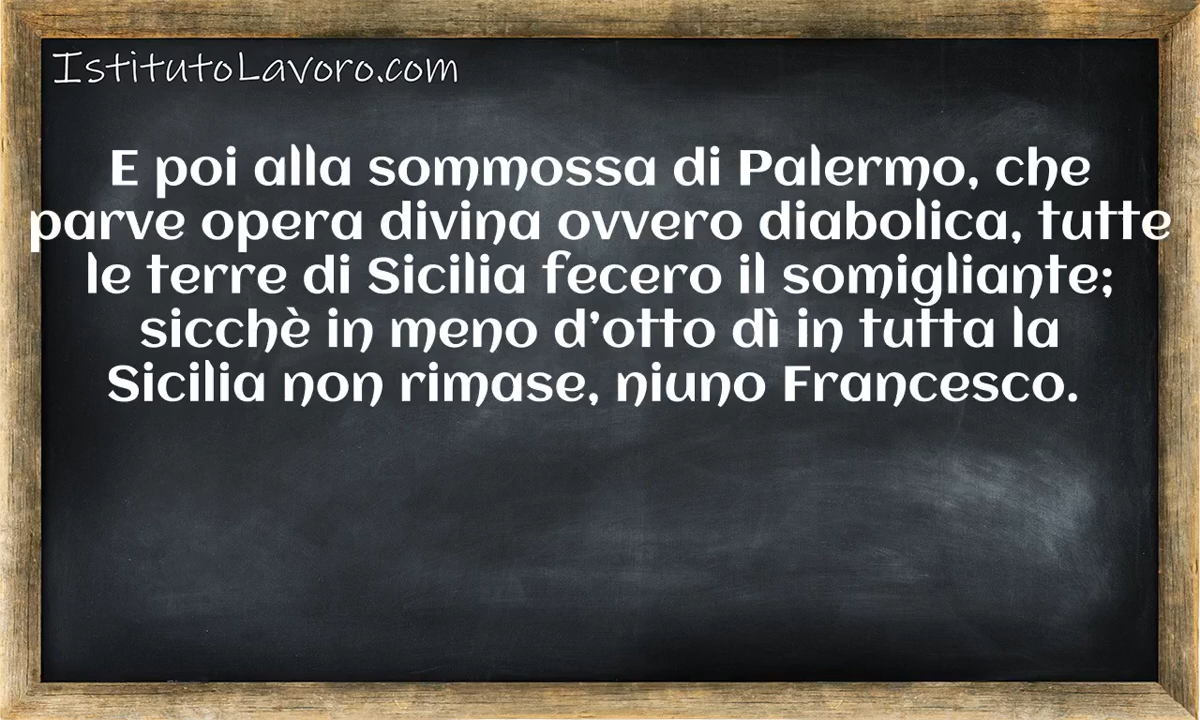 IstitutoLavoro.com
E poi alla sommossa di Palermo, che
parve opera divina ovvero diabolica, tutte
le terre di Sicilia fecero il somigliante;
sicchè in meno d'otto dì in tutta la
Sicilia non rimase, niuno Francesco.